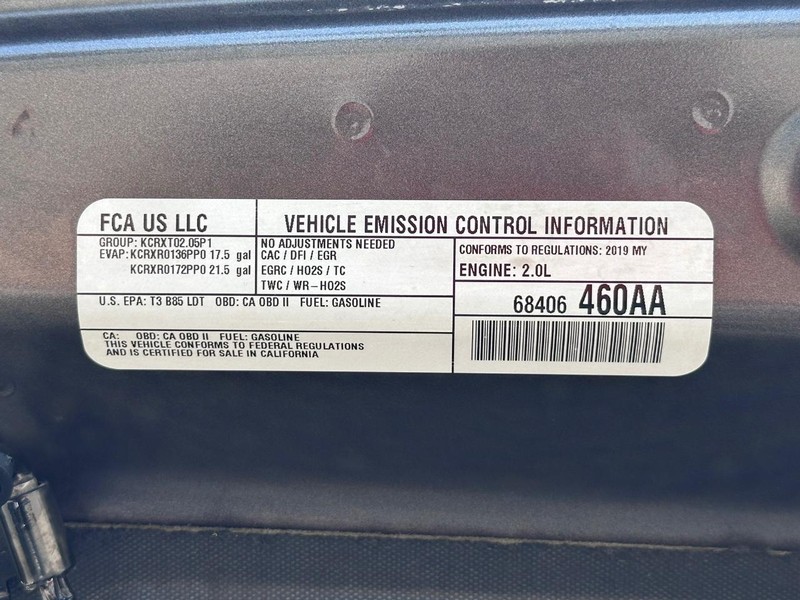 FCA US LLC
VEHICLE EMISSION CONTROL INFORMATION
GROUP: KCRXT02.05P1
EVAP: KCRXR0136PP0 17.5 gal
KCRXR0172PP0 21.5 gal
NO ADJUSTMENTS NEEDED
CAC / DFI / EGR
EGRC / HO2S / TC
TWC / WR-HO2S
CONFORMS TO REGULATIONS: 2019 MY
ENGINE: 2.0L
U.S. EPA: T3 B85 LDT OBD: CA OBD II FUEL: GASOLINE
68406 460AA
CA: OBD: CA OBD II FUEL: GASOLINE
THIS VEHICLE CONFORMS TO FEDERAL REGULATIONS
AND IS CERTIFIED FOR SALE IN CALIFORNIA